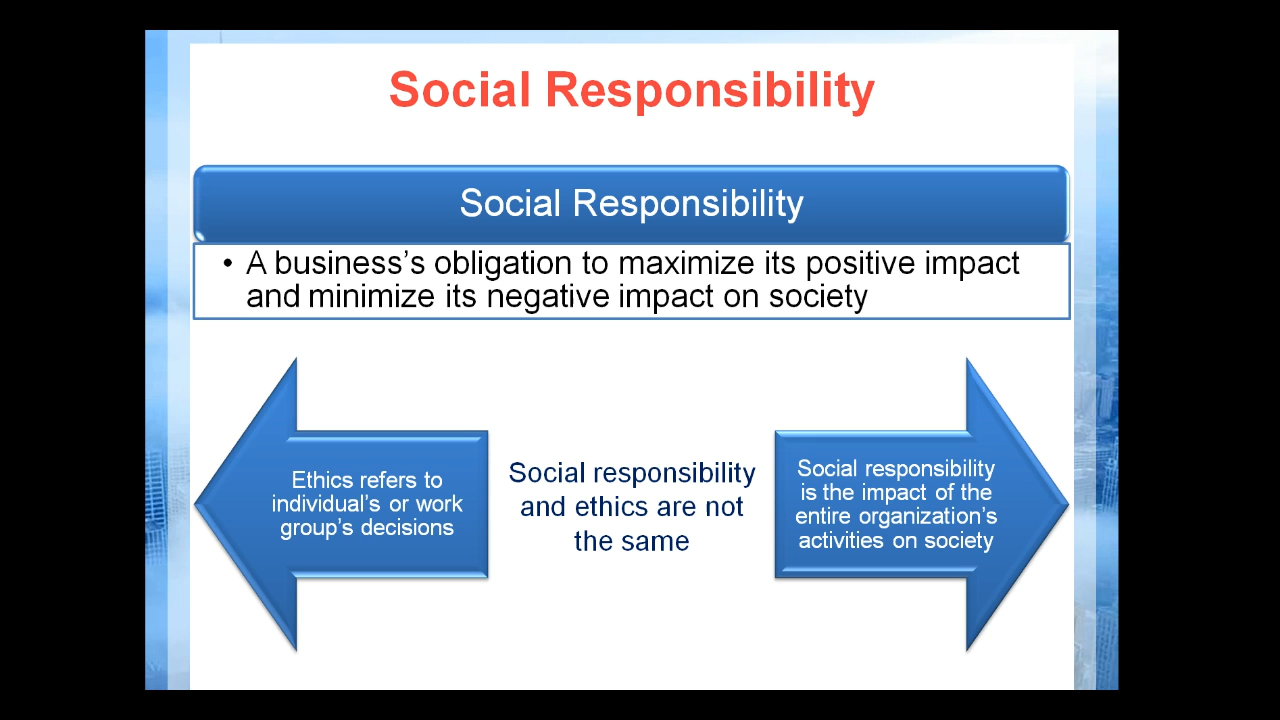 Social Responsibility
Social Responsibility
• A business’s obligation to maximize its positive impact
and minimize its negative impact on society
Ethics refers to
individual’s or work
group’s decisions
Social responsibility
and ethics are not
the same
Social responsibility
is the impact of the
entire organization’s
activities on society